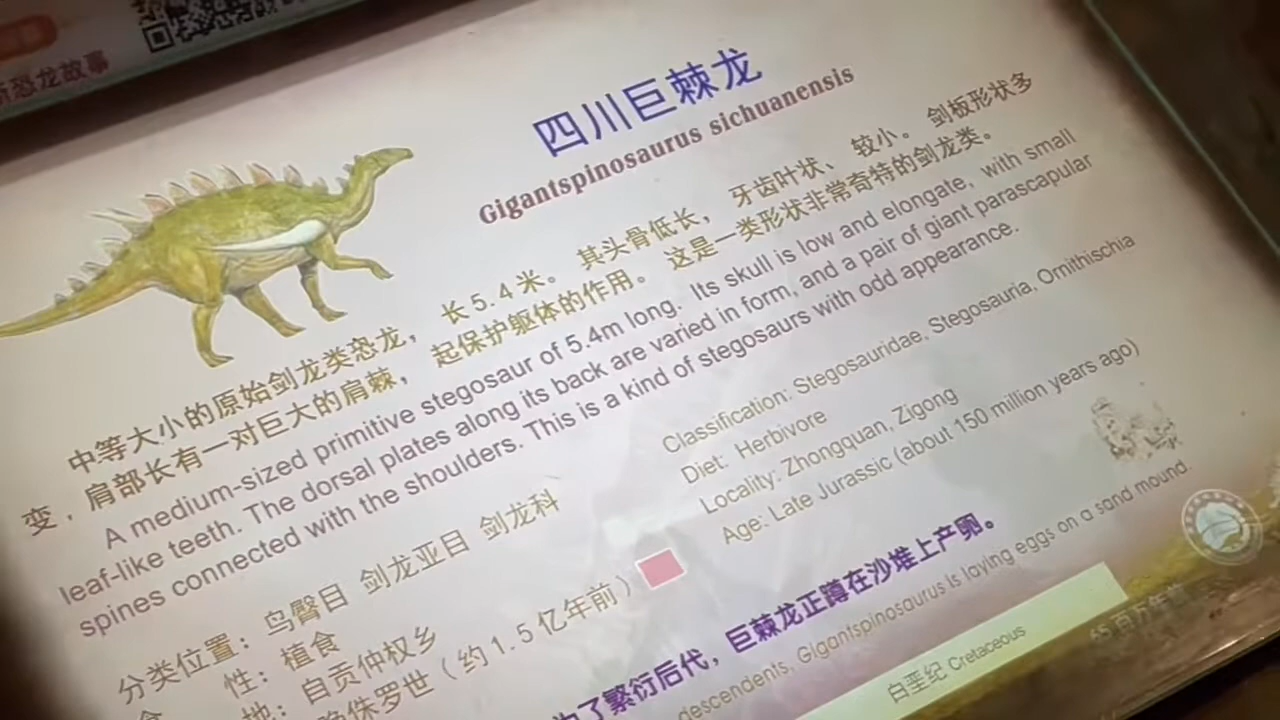 恐龙故事
四川巨棘龙
Gigantspinosaurus sichuanensis
中等大小的原始剑龙类恐龙， 长5.4米。 其头骨低长， 牙齿叶状、 较小。 剑板形状多
变，肩部长有一对巨大的肩棘， 起保护躯体的作用。 这是一类形状非常奇特的剑龙类。
A medium-sized primitive stegosaur of 5.4m long. Its skull is low and elongate, with small
leaf-like teeth. The dorsal plates along its back are varied in form, and a pair of giant parascapular
spines connected with the shoulders. This is a kind of stegosaurs with odd appearance.
分类位置： 鸟臀目 剑龙亚目 剑龙科
性： 植食
地： 自贡仲权乡
侏罗世（约1.5亿年前）
Classification: Stegosauridae, Stegosauria, Ornithischia
Diet: Herbivore
Locality: Zhongquan, Zigong
Age: Late Jurassic (about 150 million years ago)
了繁衍后代，巨棘龙正蹲在沙堆上产卵。
descendents, Gigantspinosaurus is laying eggs on a sand mound.
白垩纪 Cretaceous
65百万年前